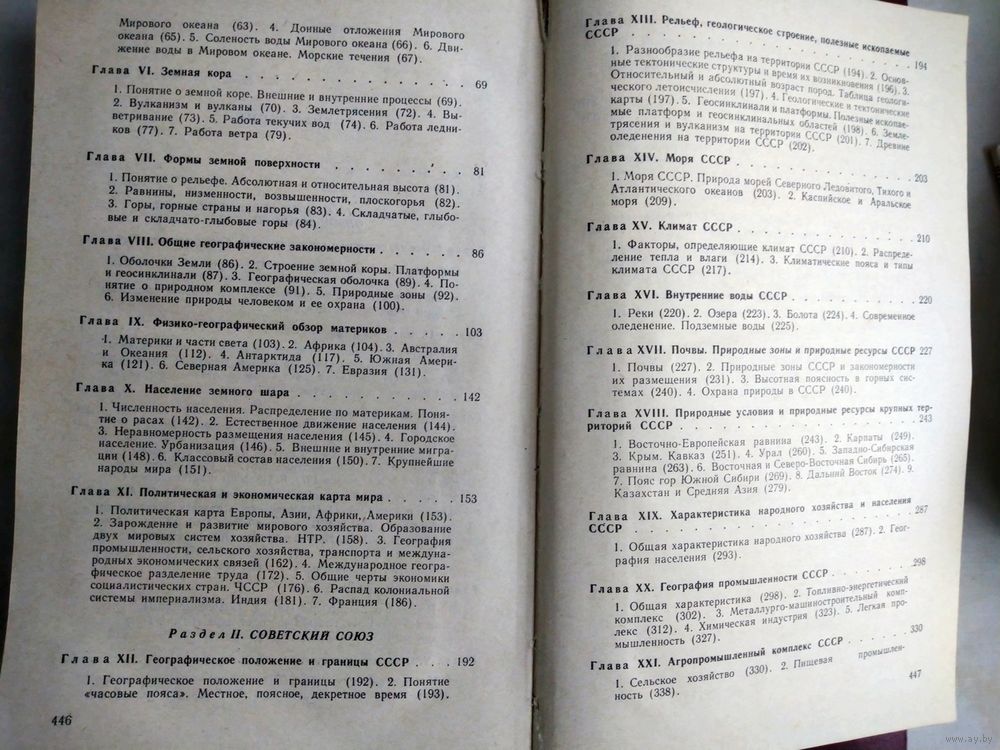 Мирового океана (63). 4. Донные отложения Мирового
океана (65). 5. Соленость воды Мирового океана (66). 6. Дви-
жение воды в Мировом океане. Морские течения (67).
Глава VI. Земная кора . . . . . . . . . . . . . 69
1. Понятие о земной коре. Внешние и внутренние процессы (69).
2. Вулканизм и вулканы (70). 3. Землетрясения (72). 4. Вы-
ветривание (73). 5. Работа текучих вод (74). 6. Работа ледни-
ков (77). 7. Работа ветра (79).
Глава VII. Формы земной поверхности . . . . . . . . 81
1. Понятие о рельефе. Абсолютная и относительная высота (81).
2. Равнины, низменности, возвышенности, плоскогорья (82).
3. Горы, горные страны и нагорья (83). 4. Складчатые, глыбо-
вые и складчато-глыбовые горы (84).
Глава VIII. Общие географические закономерности . . . . . 86
1. Оболочки Земли (86). 2. Строение земной коры. Платформы
и геосинклинали (87). 3. Географическая оболочка (89). 4. По-
нятие о природном комплексе (91). 5. Природные зоны (92).
6. Изменение природы человеком и ее охрана (100).
Глава IX. Физико-географический обзор материков . . . . . 103
1. Материки и части света (103). 2. Африка (104). 3. Австралия
и Океания (112). 4. Антарктида (117). 5. Южная Амери-
ка (121). 6. Северная Америка (125). 7. Евразия (131).
Глава X. Население земного шара . . . . . . . . . . 142
1. Численность населения. Распределение по материкам. Поня-
тие о расах (142). 2. Естественное движение населения (144).
3. Неравномерность размещения населения (145). 4. Городское
население. Урбанизация (146). 5. Внешние и внутренние мигра-
ции (148). 6. Классовый состав населения (150). 7. Крупнейшие
народы мира (151).
Глава XI. Политическая и экономическая карта мира . . . . . 153
1. Политическая карта Европы, Азии, Африки, Америки (153).
2. Зарождение и развитие мирового хозяйства. Образование
двух мировых систем хозяйства. НТР. (158). 3. География
промышленности, сельского хозяйства, транспорта и междуна-
родных экономических связей (162). 4. Международное геогра-
фическое разделение труда (172). 5. Общие черты экономики
социалистических стран. ЧССР (176). 6. Распад колониальной
системы империализма. Индия (181). 7. Франция (186).
Раздел II. СОВЕТСКИЙ СОЮЗ
Глава XII. Географическое положение и границы СССР . . . 192
1. Географическое положение и границы (192). 2. Понятие
«часовые пояса». Местное, поясное, декретное время (193).
446
Глава XIII. Рельеф, геологическое строение, полезные ископаемые
СССР . . . . . . . . . . . . . . . . . . 194
1. Разнообразие рельефа на территории СССР (194). 2. Основ-
ные тектонические структуры и время их возникновения (196). 3.
Относительный и абсолютный возраст пород. Таблица геологи-
ческого летоисчисления (197). 4. Геологические и тектонические
карты (197). 5. Геосинклинали и платформы. Полезные ископае-
мые платформ и геосинклинальных областей (198). 6. Земле-
трясения и вулканизм на территории СССР (201). 7. Древние
оледенения на территории СССР (202).
Глава XIV. Моря СССР . . . . . . . . . . . . . 203
1. Моря СССР. Природа морей Северного Ледовитого, Тихого и
Атлантического океанов (203). 2. Каспийское и Аральское
моря (209).
Глава XV. Климат СССР . . . . . . . . . . . . . 210
1. Факторы, определяющие климат СССР (210). 2. Распреде-
ление тепла и влаги (214). 3. Климатические пояса и типы
климата СССР (217).
Глава XVI. Внутренние воды СССР . . . . . . . . . . 220
1. Реки (220). 2. Озера (223). 3. Болота (224). 4. Современное
оледенение. Подземные воды (225).
Глава XVII. Почвы. Природные зоны и природные ресурсы СССР 227
1. Почвы (227). 2. Природные зоны СССР и закономерности
их размещения (231). 3. Высотная поясность в горных сис-
темах (240). 4. Охрана природы в СССР (240).
Глава XVIII. Природные условия и природные ресурсы крупных тер-
риторий СССР . . . . . . . . . . . . . . . 243
1. Восточно-Европейская равнина (243). 2. Карпаты (249).
3. Крым. Кавказ (251). 4. Урал (260). 5. Западно-Сибирская
равнина (263). 6. Восточная и Северо-Восточная Сибирь (265).
7. Пояс гор Южной Сибири (269). 8. Дальний Восток (274). 9.
Казахстан и Средняя Азия (279).
Глава XIX. Характеристика народного хозяйства и населения
СССР . . . . . . . . . . . . . . . . . . 287
1. Общая характеристика народного хозяйства (287). 2. Геог-
рафия населения (293).
Глава XX. География промышленности СССР . . . . . . . 298
1. Общая характеристика (298). 2. Топливно-энергетический
комплекс (302). 3. Металлурго-машиностроительный комп-
лекс (312). 4. Химическая индустрия (323). 5. Легкая про-
мышленность (327).
Глава XXI. Агропромышленный комплекс СССР . . . . . . 330
1. Сельское хозяйство (330). 2. Пищевая промышлен-
ность (338).
447
www.ay.by